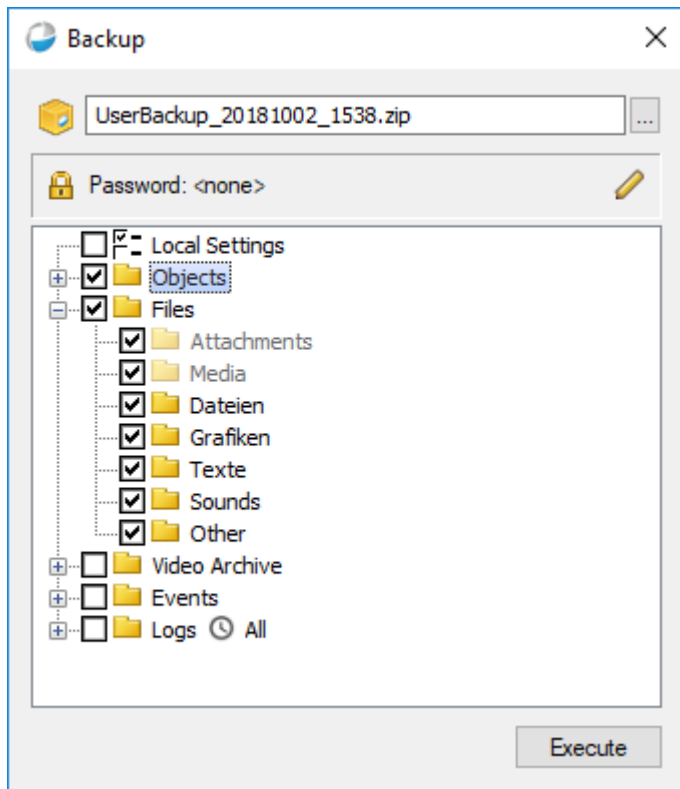 Backup
UserBackup_20181002_1538.zip
...
Password: <none>
Local Settings
Objects
Files
Attachments
Media
Dateien
Grafiken
Texte
Sounds
Other
Video Archive
Events
Logs All
Execute